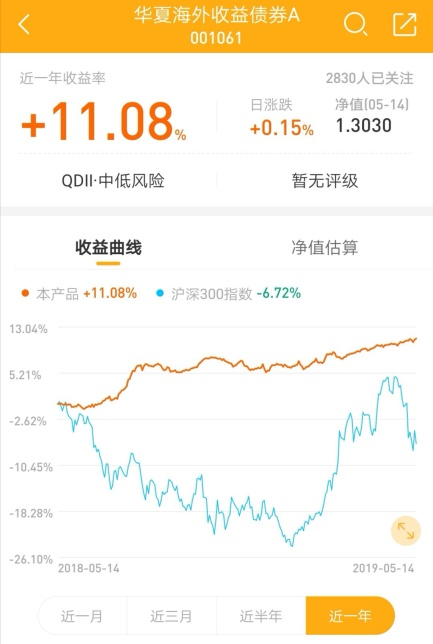 华夏海外收益债券A
001061
近一年收益率
2830人已关注
+11.08%
日涨跌
净值(05-14)
+0.15%
1.3030
QDII·中低风险
暂无评级
收益曲线
净值估算
本产品 +11.08%
沪深300指数 -6.72%
13.04%
5.21%
-2.62%
-10.45%
-18.28%
-26.10%
2018-05-14
2019-05-14
近一月
近三月
近半年
近一年